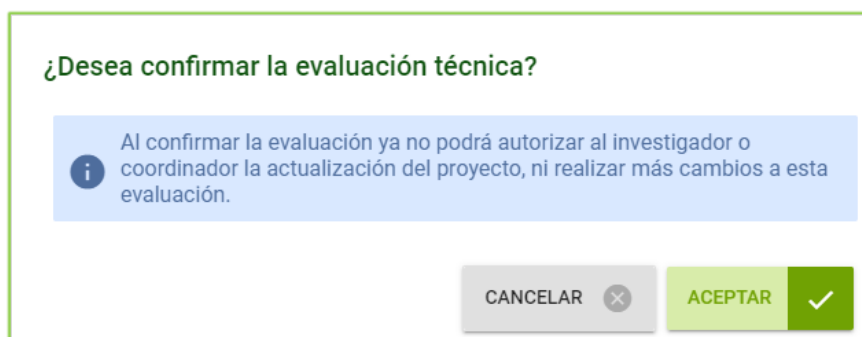 ¿Desea confirmar la evaluación técnica?
Al confirmar la evaluación ya no podrá autorizar al investigador o
coordinador la actualización del proyecto, ni realizar más cambios a esta
evaluación.
CANCELAR
ACEPTAR